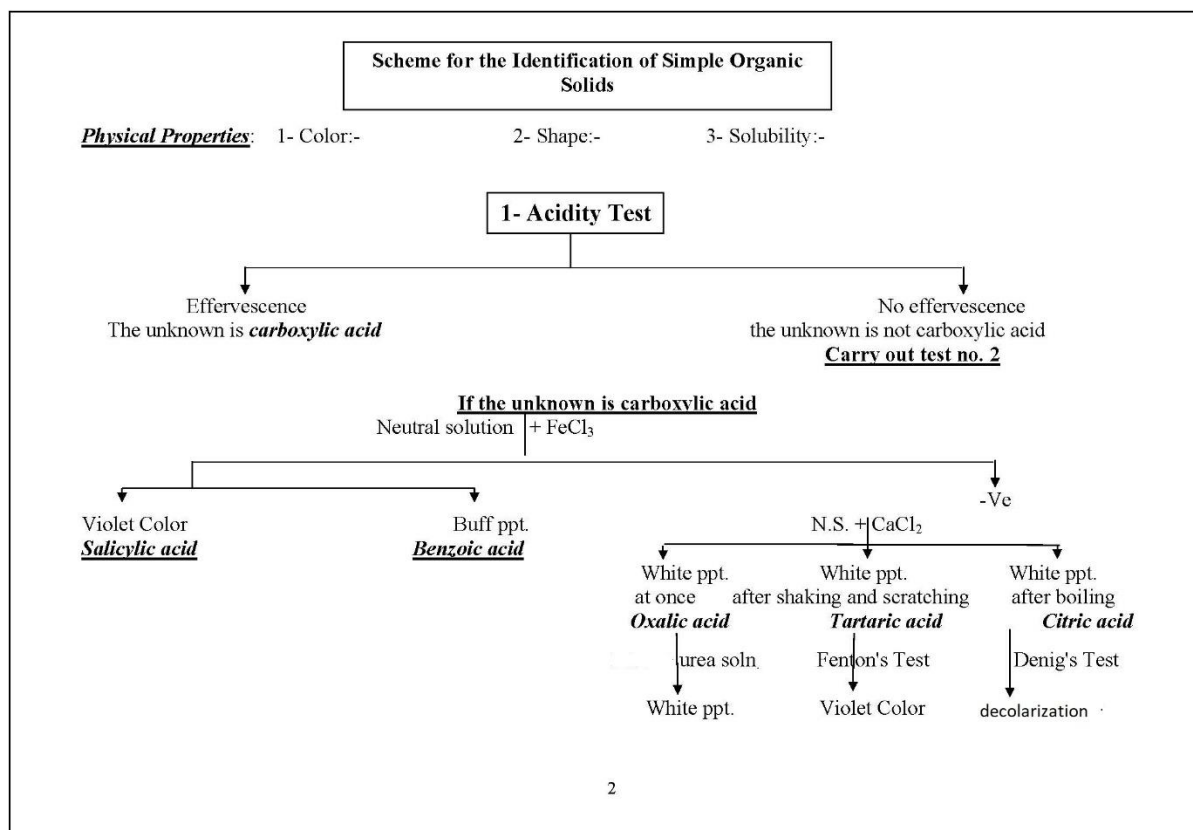 Scheme for the Identification of Simple Organic
Solids
Physical Properties: 1- Color:- 2- Shape:- 3- Solubility:-
1- Acidity Test
Effervescence
The unknown is carboxylic acid
No effervescence
the unknown is not carboxylic acid
Carry out test no. 2
If the unknown is carboxylic acid
Neutral solution + FeCl₃
Violet Color
Salicylic acid
Buff ppt.
Benzoic acid
-Ve
N.S. + CaCl₂
White ppt.
at once
Oxalic acid
White ppt.
after shaking and scratching
Tartaric acid
White ppt.
after boiling
Citric acid
urea soln.
Fenton's Test
Denig's Test
White ppt.
Violet Color
decolarization
2